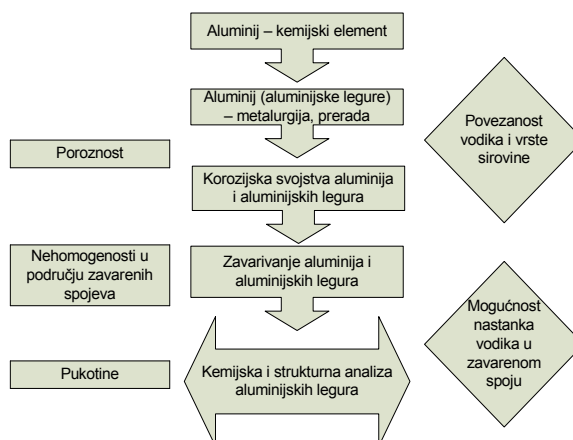 Aluminij – kemijski element
Aluminij (aluminijske legure)
– metalurgija, prerada
Povezanost
vodika i vrste
sirovine
Poroznost
Korozijska svojstva aluminija
i aluminijskih legura
Nehomogenosti u
području zavarenih
spojeva
Zavarivanje aluminija i
aluminijskih legura
Mogućnost
nastanka
vodika u
zavarenom
spoju
Pukotine
Kemijska i strukturna analiza
aluminijskih legura